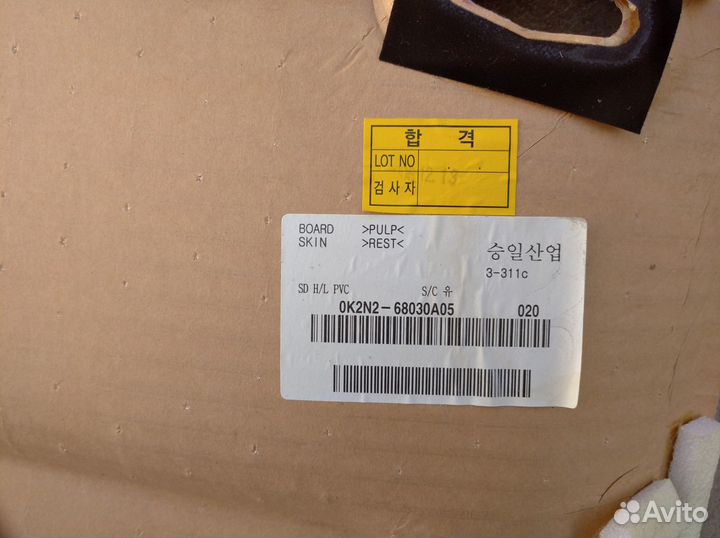 합 격
LOT NO
검 사 자
BOARD >PULP<
SKIN >REST<
승일산업
3-311c
SD H/L PVC S/C 유
0K2N2-68030A05 020
Avito